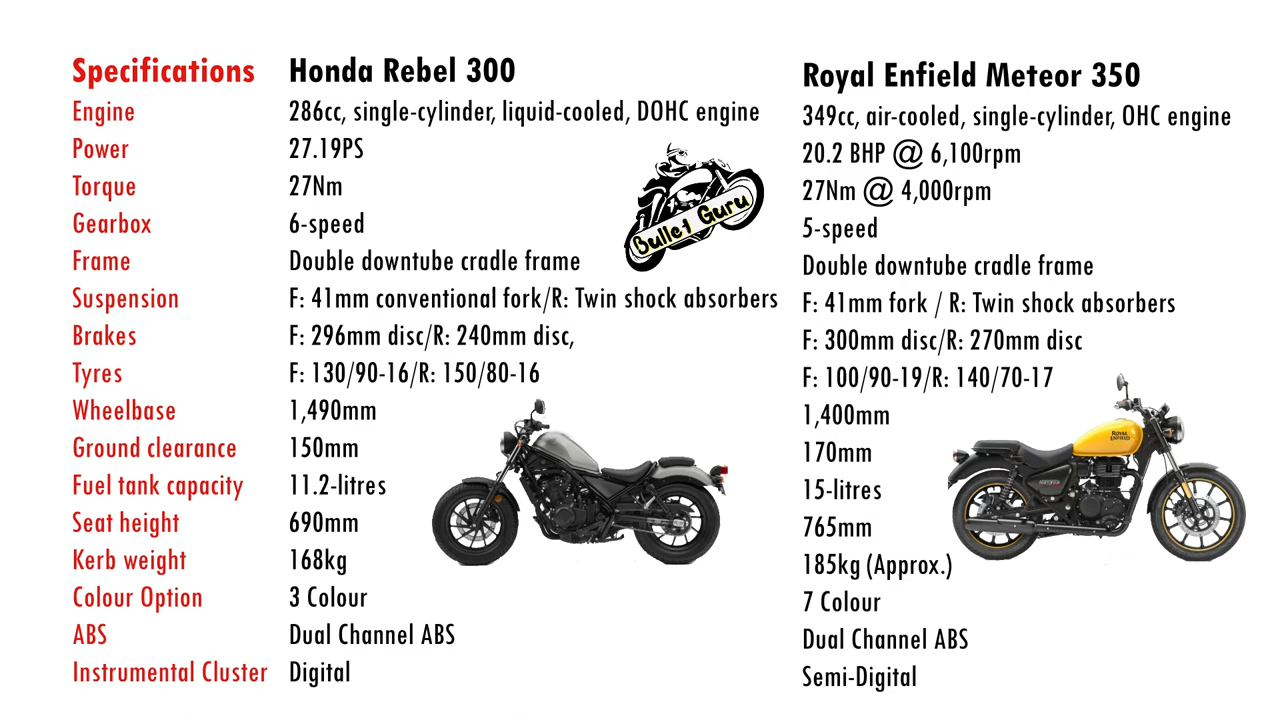 Specifications Honda Rebel 300 Royal Enfield Meteor 350
Engine 286cc, single-cylinder, liquid-cooled, DOHC engine 349cc, air-cooled, single-cylinder, OHC engine
Power 27.19PS 20.2 BHP @ 6,100rpm
Torque 27Nm 27Nm @ 4,000rpm
Gearbox 6-speed 5-speed
Bullet Guru
Frame Double downtube cradle frame Double downtube cradle frame
Suspension F: 41mm conventional fork/R: Twin shock absorbers F: 41mm fork / R: Twin shock absorbers
Brakes F: 296mm disc/R: 240mm disc, F: 300mm disc/R: 270mm disc
Tyres F: 130/90-16/R: 150/80-16 F: 100/90-19/R: 140/70-17
Wheelbase 1,490mm 1,400mm
ROYAL
ENFIELD
Ground clearance 150mm 170mm
Fuel tank capacity 11.2-litres 15-litres
Seat height 690mm 765mm
Kerb weight 168kg 185kg (Approx.)
Colour Option 3 Colour 7 Colour
ABS Dual Channel ABS Dual Channel ABS
Instrumental Cluster Digital Semi-Digital